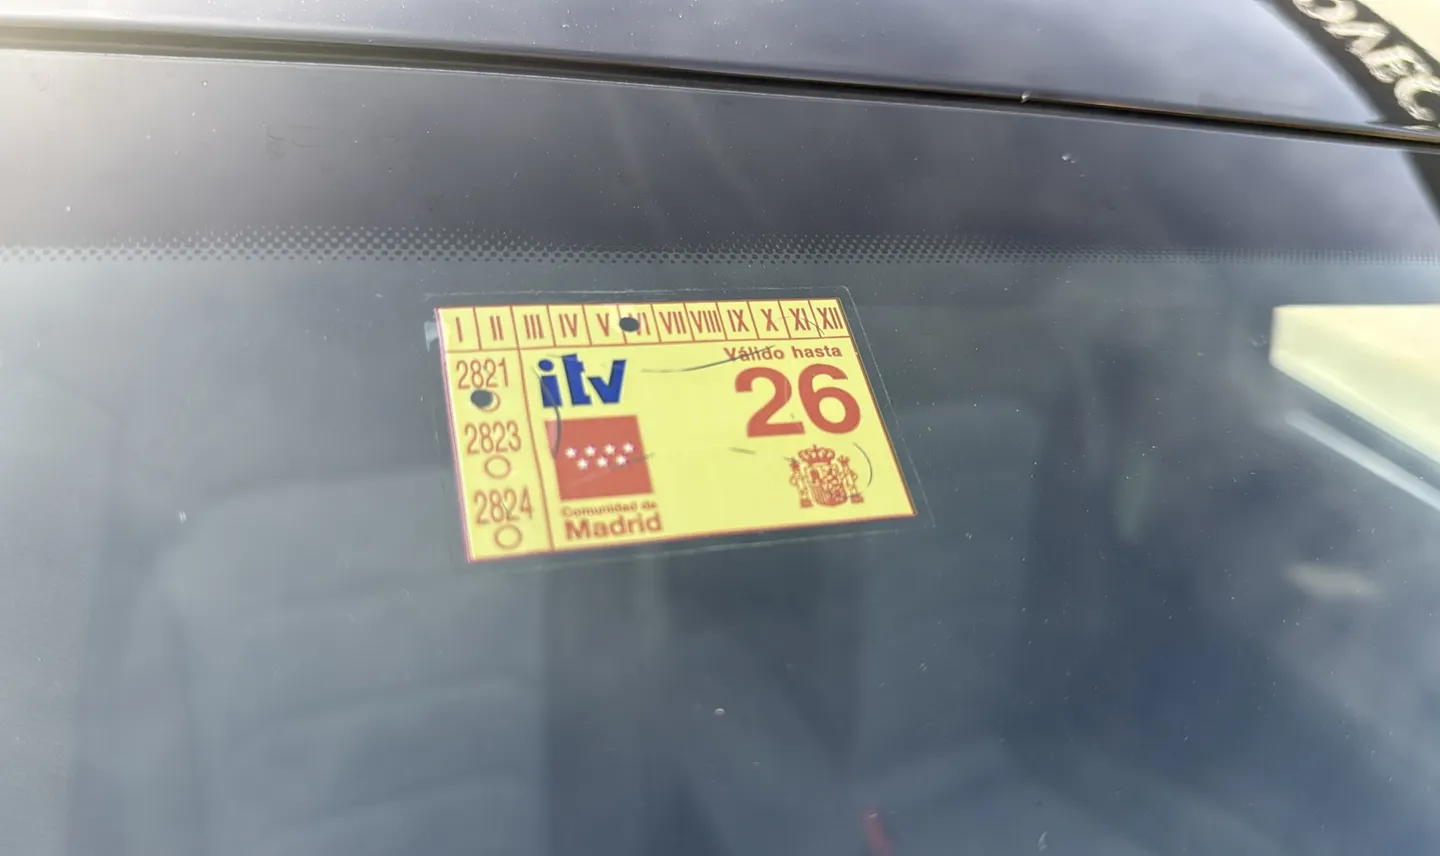 I II III IV V VI VII VIII IX X XI XII
2821
itv
Válido hasta
26
2823
2824
Comunidad de
Madrid